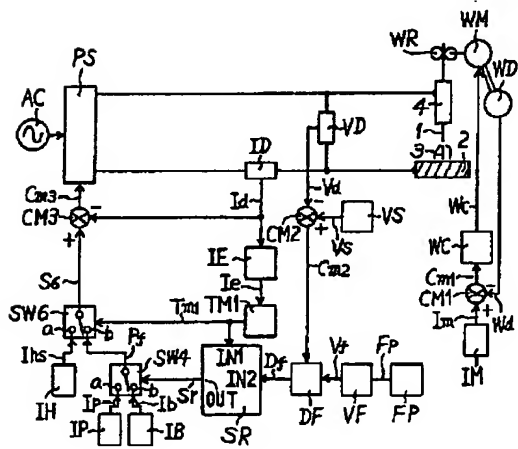 PS
AC
WM
WR
WD
4
VD
1
3
A
2
ID
Cm3
CM3
-
+
Id
Vd
-
+
CM2
VS
Vs
Cm2
Wc
WC
Cm1
CM1
-
+
Wd
Im
IM
IE
Ie
S6
TM1
Tm1
SW6
a
b
Pf
Ihs
IH
SW4
a
b
Ip
Ib
IP
IB
Sr
IN1
IN2
OUT
SR
Df
DF
Vf
VF
FP
FP